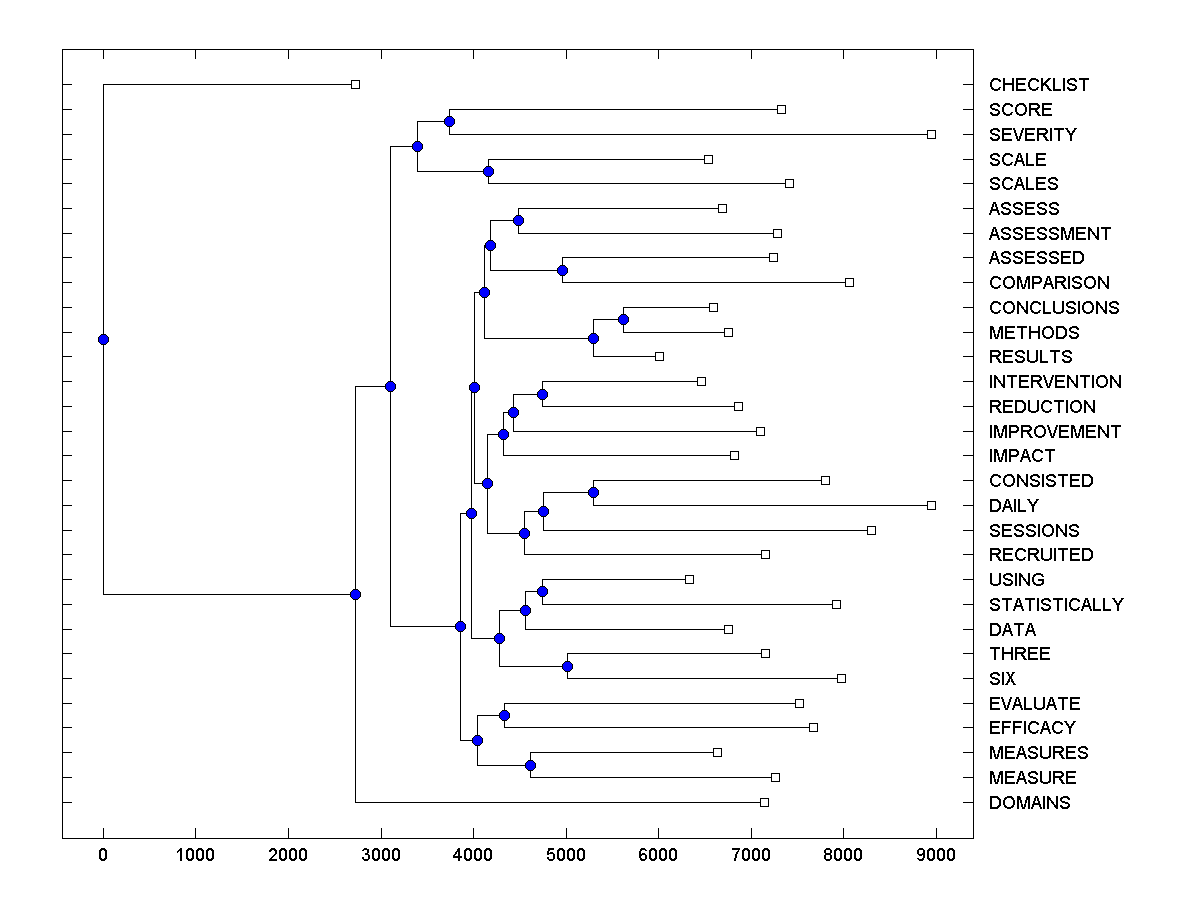 CHECKLIST
SCORE
SEVERITY
SCALE
SCALES
ASSESS
ASSESSMENT
ASSESSED
COMPARISON
CONCLUSIONS
METHODS
RESULTS
INTERVENTION
REDUCTION
IMPROVEMENT
IMPACT
CONSISTED
DAILY
SESSIONS
RECRUITED
USING
STATISTICALLY
DATA
THREE
SIX
EVALUATE
EFFICACY
MEASURES
MEASURE
DOMAINS
0 1000 2000 3000 4000 5000 6000 7000 8000 9000